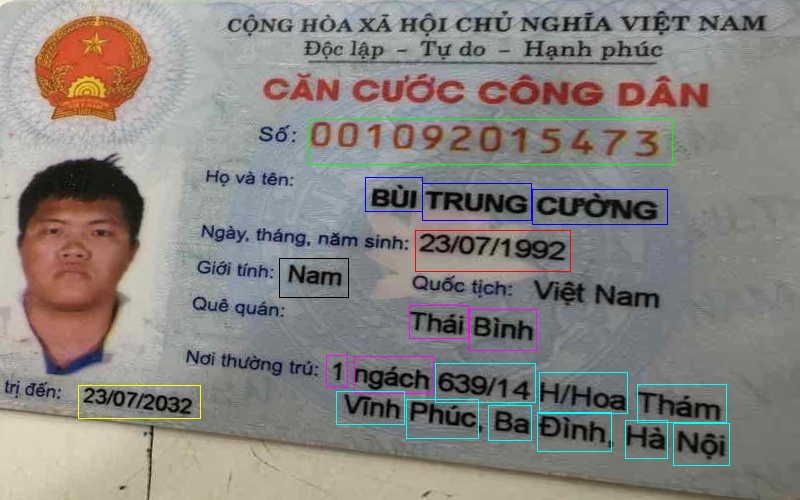 CỘNG HÒA XÃ HỘI CHỦ NGHĨA VIỆT NAM
Độc lập - Tự do - Hạnh phúc
CĂN CƯỚC CÔNG DÂN
Số: 001092015473
Họ và tên:
BÙI TRUNG CƯỜNG
Ngày, tháng, năm sinh: 23/07/1992
Giới tính: Nam Quốc tịch: Việt Nam
Quê quán:
Thái Bình
Nơi thường trú: 1 ngách 639/14 H/Hoa Thám
Vĩnh Phúc, Ba Đình, Hà Nội
trị đến: 23/07/2032